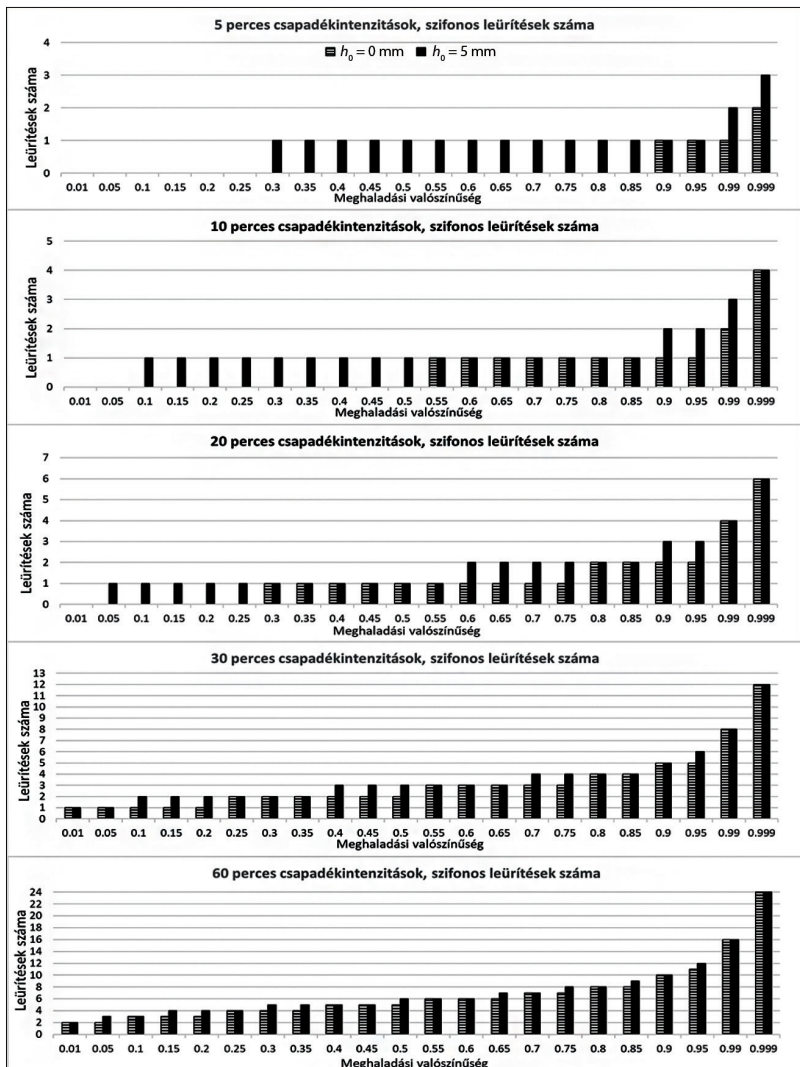 5 perces csapadékintenzitások, szifonos leürítések száma
h₀ = 0 mm h₀ = 5 mm
Leürítések száma
4
3
2
1
0
0.01 0.05 0.1 0.15 0.2 0.25 0.3 0.35 0.4 0.45 0.5 0.55 0.6 0.65 0.7 0.75 0.8 0.85 0.9 0.95 0.99 0.999
Meghaladási valószínűség
10 perces csapadékintenzitások, szifonos leürítések száma
Leürítések száma
5
4
3
2
1
0
0.01 0.05 0.1 0.15 0.2 0.25 0.3 0.35 0.4 0.45 0.5 0.55 0.6 0.65 0.7 0.75 0.8 0.85 0.9 0.95 0.99 0.999
Meghaladási valószínűség
20 perces csapadékintenzitások, szifonos leürítések száma
Leürítések száma
7
6
5
4
3
2
1
0
0.01 0.05 0.1 0.15 0.2 0.25 0.3 0.35 0.4 0.45 0.5 0.55 0.6 0.65 0.7 0.75 0.8 0.85 0.9 0.95 0.99 0.999
Meghaladási valószínűség
30 perces csapadékintenzitások, szifonos leürítések száma
Leürítések száma
13
12
11
10
9
8
7
6
5
4
3
2
1
0
0.01 0.05 0.1 0.15 0.2 0.25 0.3 0.35 0.4 0.45 0.5 0.55 0.6 0.65 0.7 0.75 0.8 0.85 0.9 0.95 0.99 0.999
Meghaladási valószínűség
60 perces csapadékintenzitások, szifonos leürítések száma
Leürítések száma
24
22
20
18
16
14
12
10
8
6
4
2
0
0.01 0.05 0.1 0.15 0.2 0.25 0.3 0.35 0.4 0.45 0.5 0.55 0.6 0.65 0.7 0.75 0.8 0.85 0.9 0.95 0.99 0.999
Meghaladási valószínűség